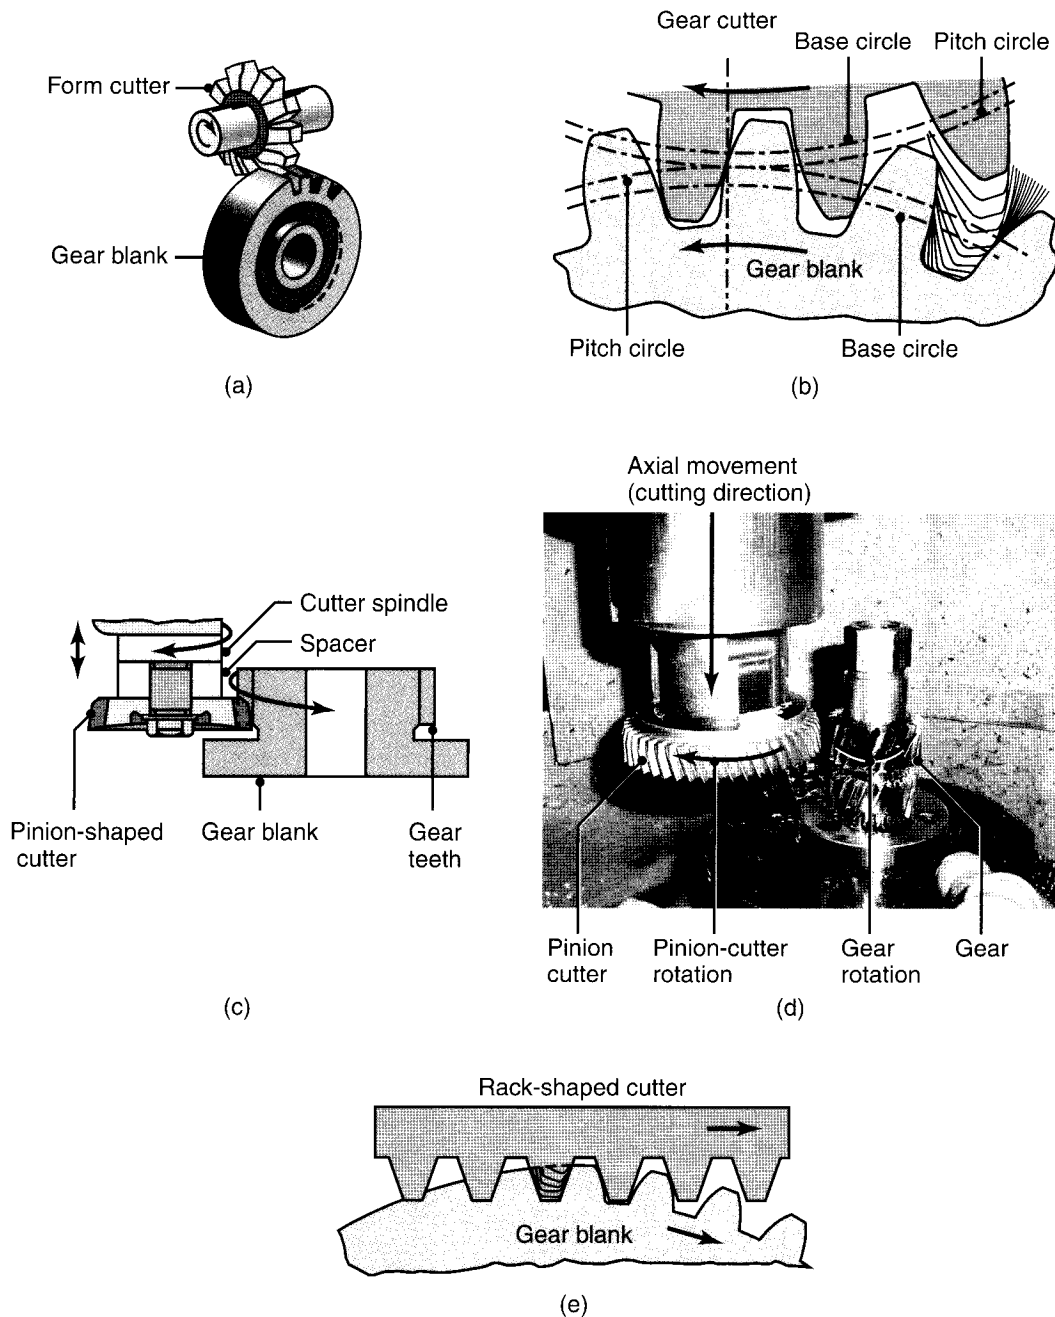 Form cutter
Gear blank
(a)
Gear cutter
Base circle
Pitch circle
Gear blank
Pitch circle
Base circle
(b)
Cutter spindle
Spacer
Pinion-shaped
cutter
Gear blank
Gear
teeth
(c)
Axial movement
(cutting direction)
Pinion
cutter
Pinion-cutter
rotation
Gear
rotation
Gear
(d)
Rack-shaped cutter
Gear blank
(e)